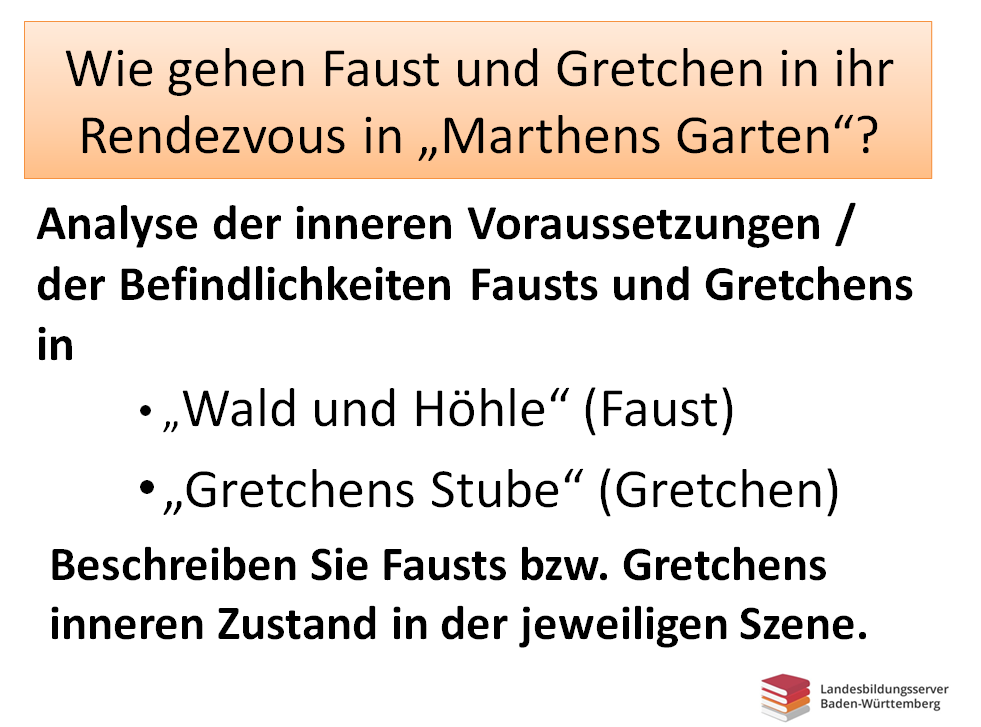 Wie gehen Faust und Gretchen in ihr
Rendezvous in „Marthens Garten“?
Analyse der inneren Voraussetzungen /
der Befindlichkeiten Fausts und Gretchens
in
• „Wald und Höhle“ (Faust)
• „Gretchens Stube“ (Gretchen)
Beschreiben Sie Fausts bzw. Gretchens
inneren Zustand in der jeweiligen Szene.
Landesbildungsserver
Baden-Württemberg